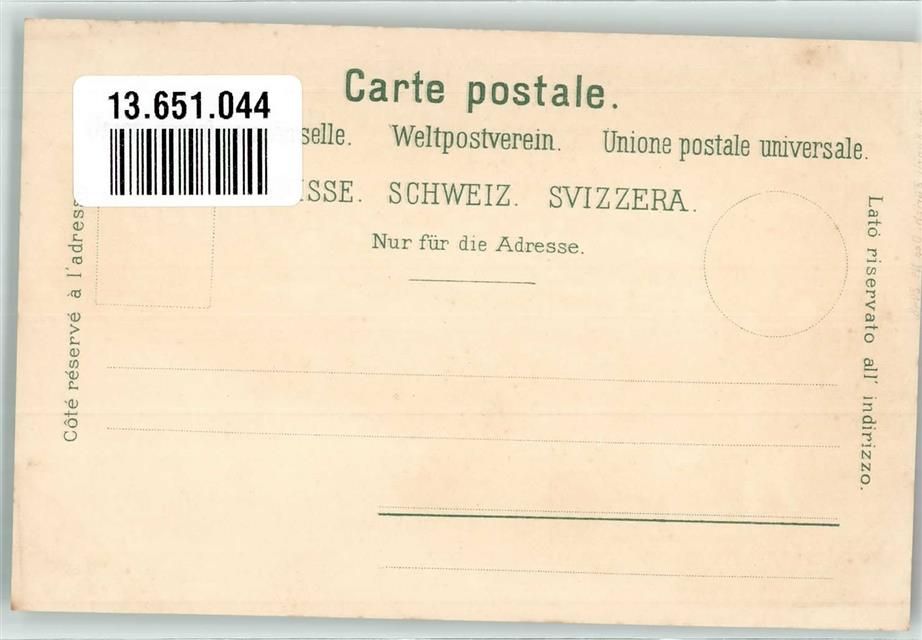 Carte postale.
13.651.044
selle. Weltpostverein. Unione postale universale.
SSE. SCHWEIZ. SVIZZERA.
Nur für die Adresse.
Côté réservé à l'adress
Lato riservato all' indirizzo.